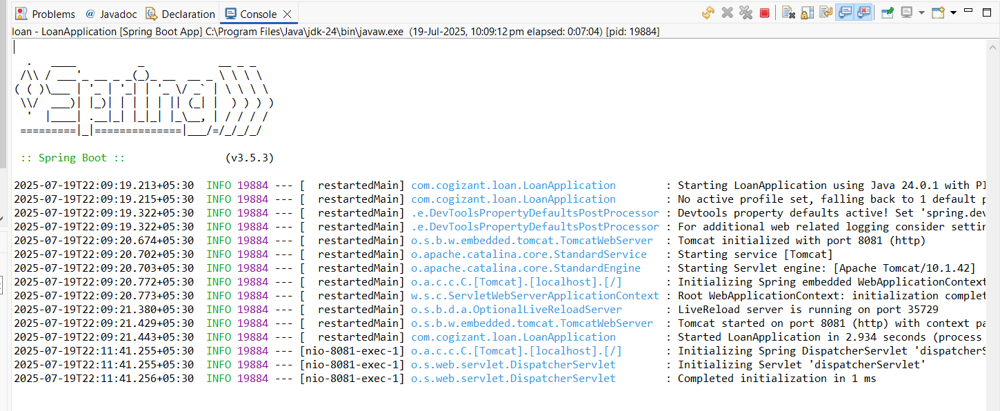 Problems @ Javadoc Declaration Console
loan - LoanApplication [Spring Boot App] C:\Program Files\Java\jdk-24\bin\javaw.exe (19-Jul-2025, 10:09:12 pm elapsed: 0:07:04) [pid: 19884]
  .   ____          _            __ _ _
 /\\ / ___'_ __ _ _(_)_ __  __ _ \ \ \ \
( ( )\___ | '_ | '_| | '_ \/ _` | \ \ \ \
 \\/  ___)| |_)| | | | | || (_| |  ) ) ) )
  '  |____| .__|_| |_|_| |_\__, | / / / /
 =========|_|==============|___/=/_/_/_/
 :: Spring Boot ::                (v3.5.3)
2025-07-19T22:09:19.213+05:30  INFO 19884 --- [  restartedMain] com.cogizant.loan.LoanApplication        : Starting LoanApplication using Java 24.0.1 with PI
2025-07-19T22:09:19.215+05:30  INFO 19884 --- [  restartedMain] com.cogizant.loan.LoanApplication        : No active profile set, falling back to 1 default p
2025-07-19T22:09:19.322+05:30  INFO 19884 --- [  restartedMain] .e.DevToolsPropertyDefaultsPostProcessor : Devtools property defaults active! Set 'spring.dev
2025-07-19T22:09:19.322+05:30  INFO 19884 --- [  restartedMain] .e.DevToolsPropertyDefaultsPostProcessor : For additional web related logging consider settin
2025-07-19T22:09:20.674+05:30  INFO 19884 --- [  restartedMain] o.s.b.w.embedded.tomcat.TomcatWebServer  : Tomcat initialized with port 8081 (http)
2025-07-19T22:09:20.702+05:30  INFO 19884 --- [  restartedMain] o.apache.catalina.core.StandardService   : Starting service [Tomcat]
2025-07-19T22:09:20.703+05:30  INFO 19884 --- [  restartedMain] o.apache.catalina.core.StandardEngine    : Starting Servlet engine: [Apache Tomcat/10.1.42]
2025-07-19T22:09:20.772+05:30  INFO 19884 --- [  restartedMain] o.a.c.c.C.[Tomcat].[localhost].[/]       : Initializing Spring embedded WebApplicationContext
2025-07-19T22:09:20.773+05:30  INFO 19884 --- [  restartedMain] w.s.c.ServletWebServerApplicationContext : Root WebApplicationContext: initialization complet
2025-07-19T22:09:21.380+05:30  INFO 19884 --- [  restartedMain] o.s.b.d.a.OptionalLiveReloadServer       : LiveReload server is running on port 35729
2025-07-19T22:09:21.429+05:30  INFO 19884 --- [  restartedMain] o.s.b.w.embedded.tomcat.TomcatWebServer  : Tomcat started on port 8081 (http) with context pa
2025-07-19T22:09:21.443+05:30  INFO 19884 --- [  restartedMain] com.cogizant.loan.LoanApplication        : Started LoanApplication in 2.934 seconds (process
2025-07-19T22:11:41.255+05:30  INFO 19884 --- [nio-8081-exec-1] o.a.c.c.C.[Tomcat].[localhost].[/]       : Initializing Spring DispatcherServlet 'dispatcherS
2025-07-19T22:11:41.255+05:30  INFO 19884 --- [nio-8081-exec-1] o.s.web.servlet.DispatcherServlet        : Initializing Servlet 'dispatcherServlet'
2025-07-19T22:11:41.256+05:30  INFO 19884 --- [nio-8081-exec-1] o.s.web.servlet.DispatcherServlet        : Completed initialization in 1 ms